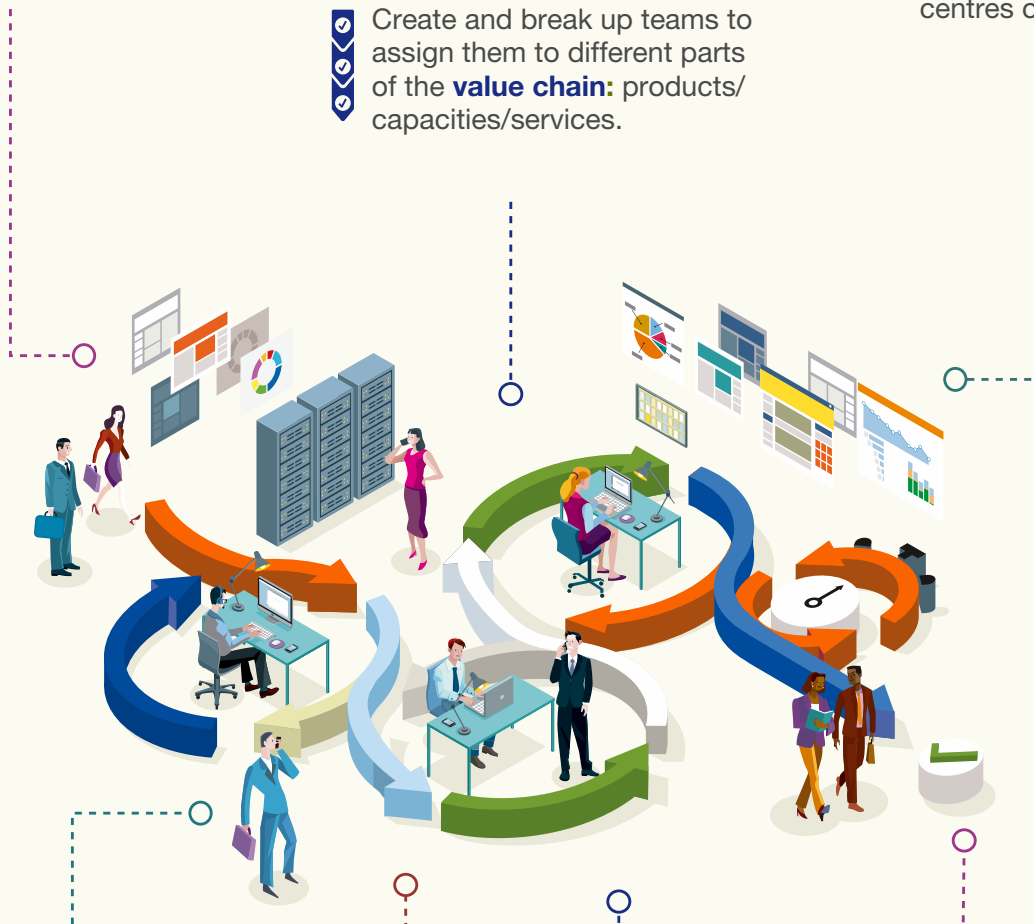 centres
Create and break up teams to
assign them to different parts
of the value chain: products/
capacities/services.